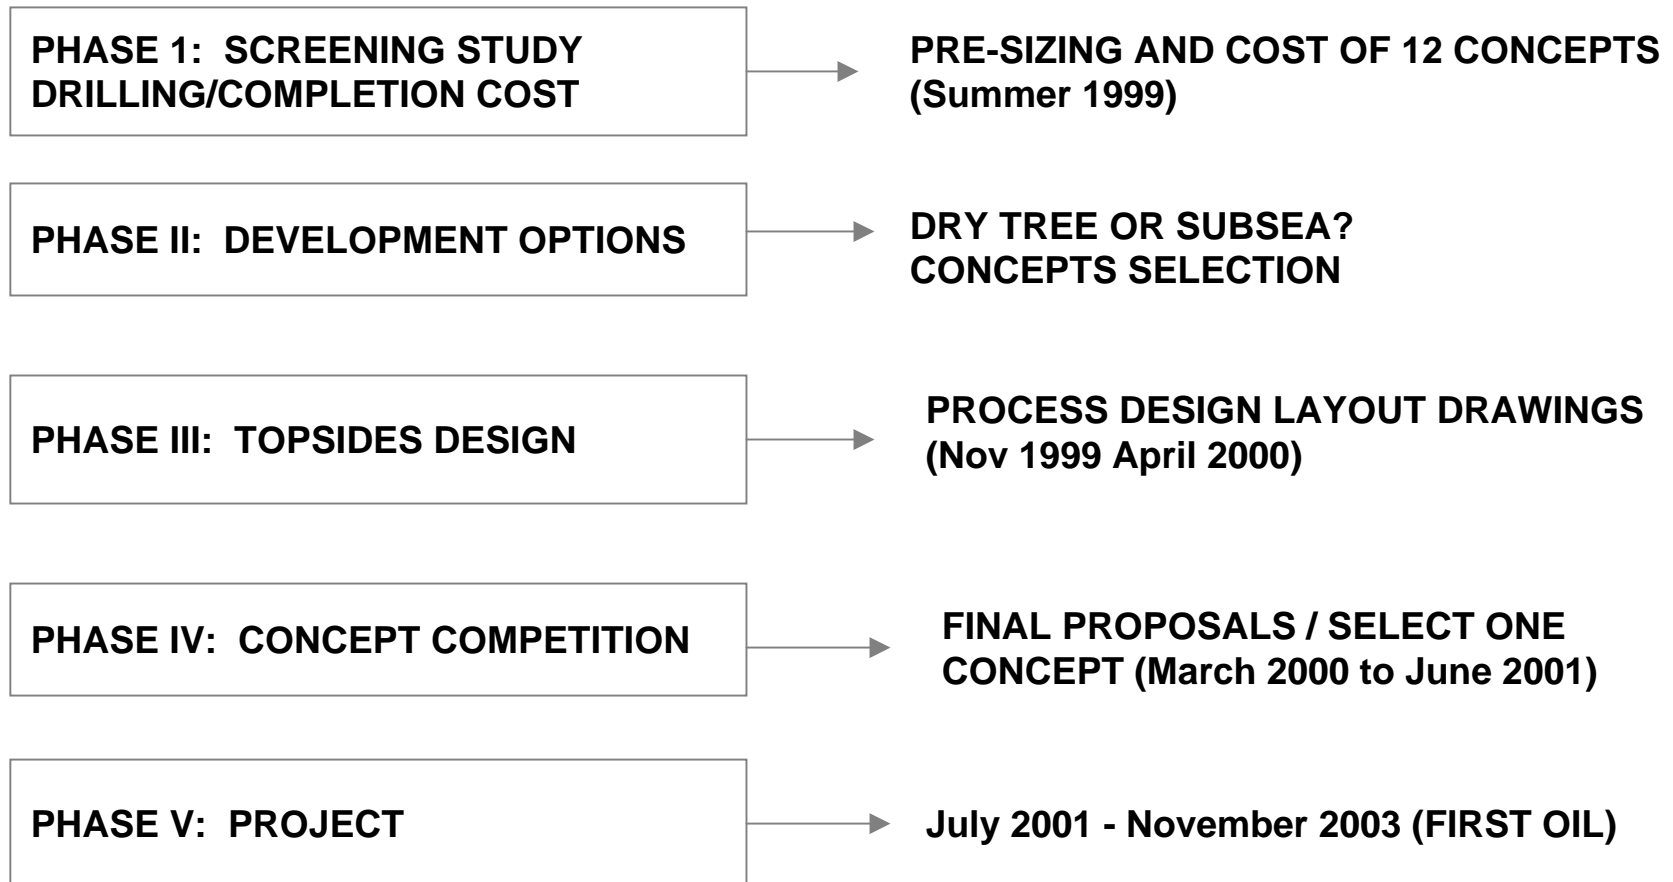 PHASE 1: SCREENING STUDY
DRILLING/COMPLETION COST
PRE-SIZING AND COST OF 12 CONCEPTS
(Summer 1999)
PHASE II: DEVELOPMENT OPTIONS
DRY TREE OR SUBSEA?
CONCEPTS SELECTION
PHASE III: TOPSIDES DESIGN
PROCESS DESIGN LAYOUT DRAWINGS
(Nov 1999 April 2000)
PHASE IV: CONCEPT COMPETITION
FINAL PROPOSALS / SELECT ONE
CONCEPT (March 2000 to June 2001)
PHASE V: PROJECT
July 2001 - November 2003 (FIRST OIL)